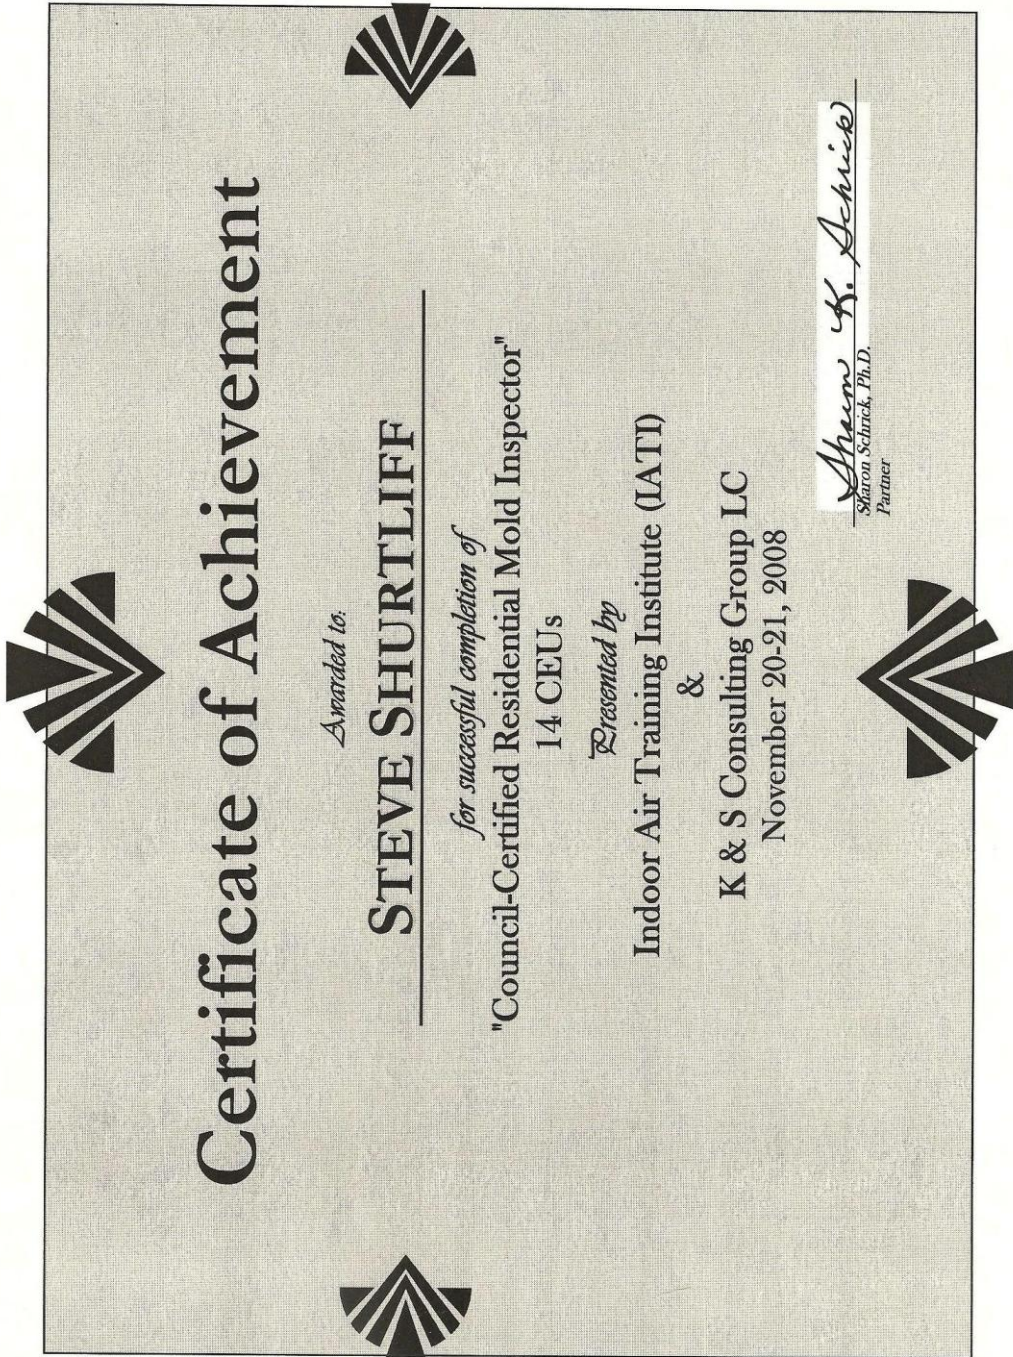 Certificate of Achievement
Awarded to:
STEVE SHURTLIFF
for successful completion of
"Council-Certified Residential Mold Inspector"
14 CEUs
Presented by
Indoor Air Training Institute (IATI)
&
K & S Consulting Group LC
November 20-21, 2008
Sharon K. Schrick
Sharon Schrick, Ph.D.
Partner